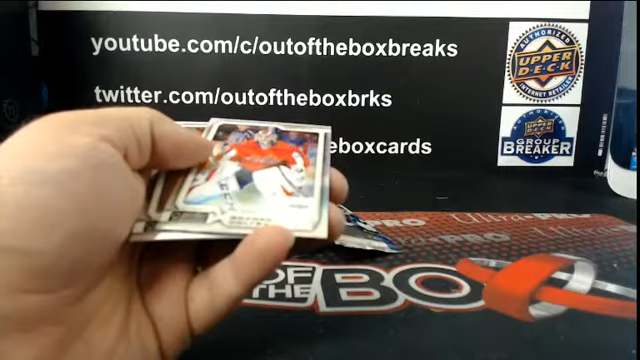 youtube.com/c/outoftheboxbreaks
twitter.com/outoftheboxbrks
eboxcards
AUTHORIZED
UPPER DECK
INTERNET RETAILER
AUTHORIZED
UPPER DECK
GROUP BREAKER
PRO
Ultra-PRO
PRO
OF
THE BOX